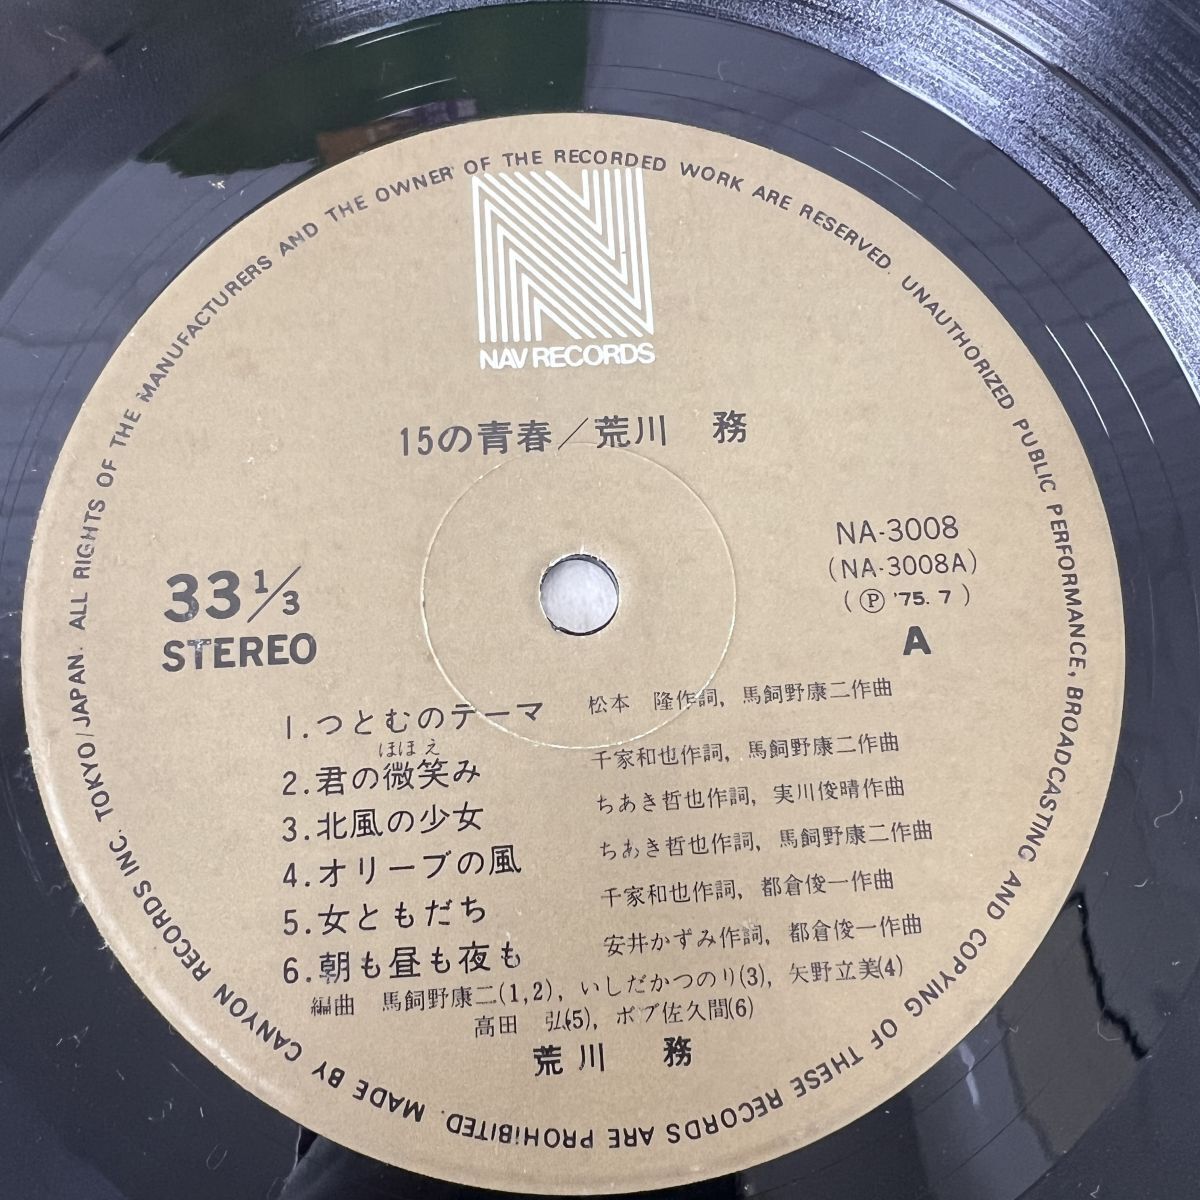 ALL RIGHTS OF THE MANUFACTURERS AND THE OWNER OF THE RECORDED WORK ARE RESERVED. UNAUTHORIZED PUBLIC PERFORMANCE, BROADCASTING AND COPYING OF THESE RECORDS ARE PROHIBITED. MADE BY CANYON RECORDS INC. TOKYO/JAPAN.
NAV RECORDS
15の青春／荒川 務
NA-3008
(NA-3008A)
(Ⓟ '75. 7)
A
33 1/3
STEREO
1.つとむのテーマ 松本 隆作詞, 馬飼野康二作曲
ほほえ
2.君の微笑み 千家和也作詞, 馬飼野康二作曲
3.北風の少女 ちあき哲也作詞, 実川俊晴作曲
4.オリーブの風 ちあき哲也作詞, 馬飼野康二作曲
5.女ともだち 千家和也作詞, 都倉俊一作曲
6.朝も昼も夜も 安井かずみ作詞, 都倉俊一作曲
編曲 馬飼野康二(1,2), いしだかつのり(3), 矢野立美(4)
高田 弘(5), ボブ佐久間(6)
荒川 務